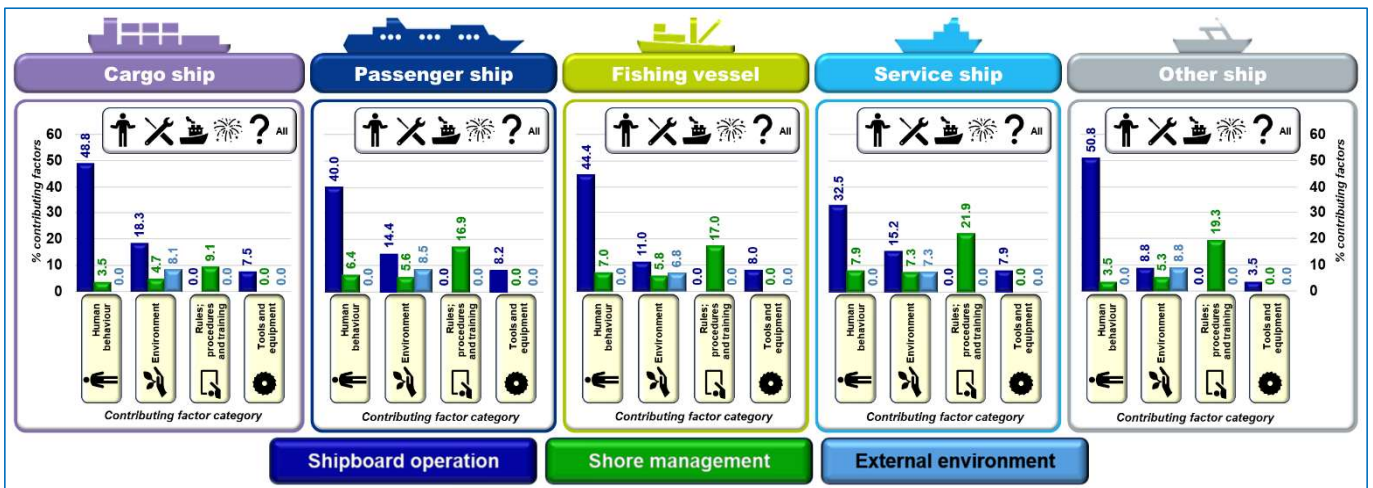 Cargo ship
Passenger ship
Fishing vessel
Service ship
Other ship
% contributing factors
60
50
40
30
20
10
0
? All
48.8
3.5
0.0
18.3
4.7
8.1
0.0
9.1
0.0
7.5
0.0
0.0
Human
behaviour
Environment
Rules;
procedures
and training
Tools and
equipment
Contributing factor category
? All
40.0
6.4
0.0
14.4
5.6
8.5
0.0
16.9
0.0
8.2
0.0
0.0
Human
behaviour
Environment
Rules;
procedures
and training
Tools and
equipment
Contributing factor category
? All
44.4
7.0
0.0
11.0
5.8
6.8
0.0
17.0
0.0
8.0
0.0
0.0
Human
behaviour
Environment
Rules;
procedures
and training
Tools and
equipment
Contributing factor category
? All
32.5
7.9
0.0
15.2
7.3
7.3
0.0
21.9
0.0
7.9
0.0
0.0
Human
behaviour
Environment
Rules;
procedures
and training
Tools and
equipment
Contributing factor category
? All
50.8
3.5
0.0
8.8
5.3
8.8
0.0
19.3
0.0
3.5
0.0
0.0
Human
behaviour
Environment
Rules;
procedures
and training
Tools and
equipment
Contributing factor category
60
50
40
30
20
10
0
% contributing factors
Shipboard operation
Shore management
External environment